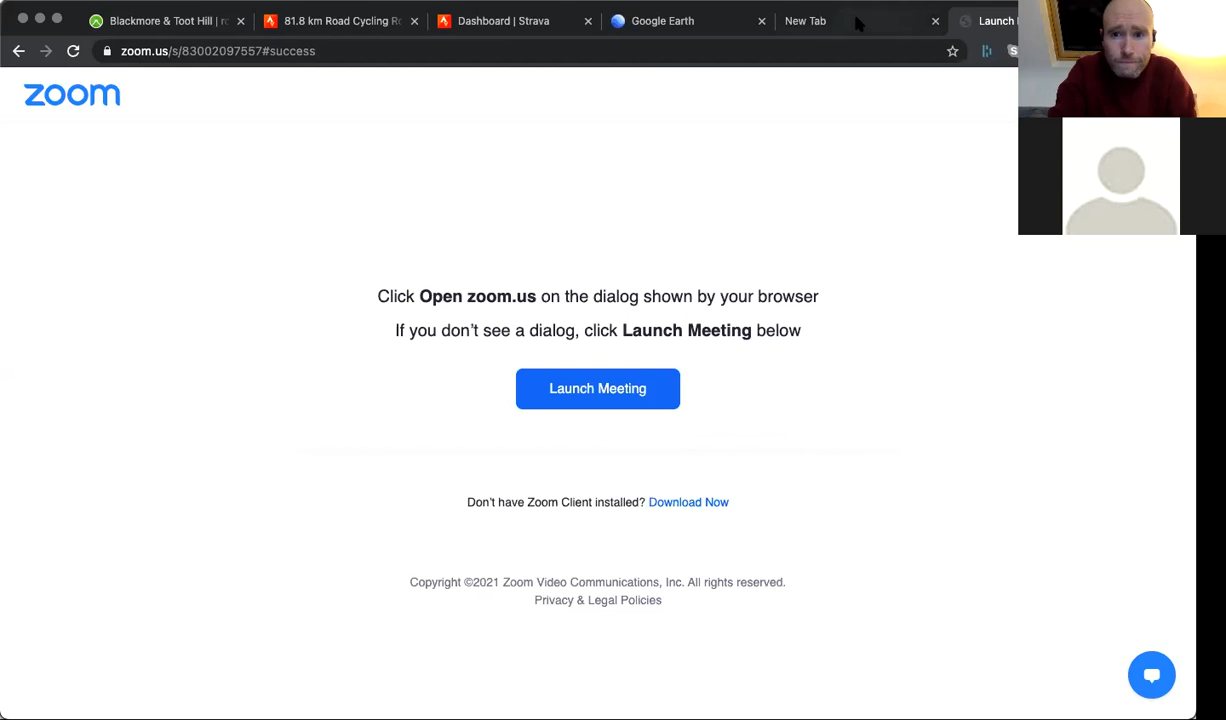 Blackmore & Toot Hill | ro
81.8 km Road Cycling Ro
Dashboard | Strava
Google Earth
New Tab
Launch
zoom.us/s/83002097557#success
zoom
Click Open zoom.us on the dialog shown by your browser
If you don't see a dialog, click Launch Meeting below
Launch Meeting
Don't have Zoom Client installed? Download Now
Copyright ©2021 Zoom Video Communications, Inc. All rights reserved.
Privacy & Legal Policies